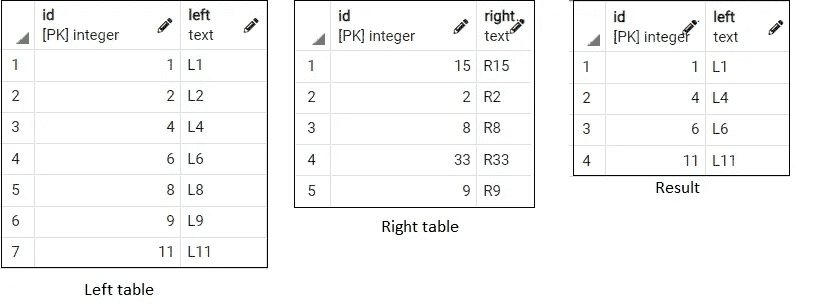 id left
[PK] integer text
1 1 L1
2 2 L2
3 4 L4
4 6 L6
5 8 L8
6 9 L9
7 11 L11
Left table
id right
[PK] integer text
1 15 R15
2 2 R2
3 8 R8
4 33 R33
5 9 R9
Right table
id left
[PK] integer text
1 1 L1
2 4 L4
3 6 L6
4 11 L11
Result